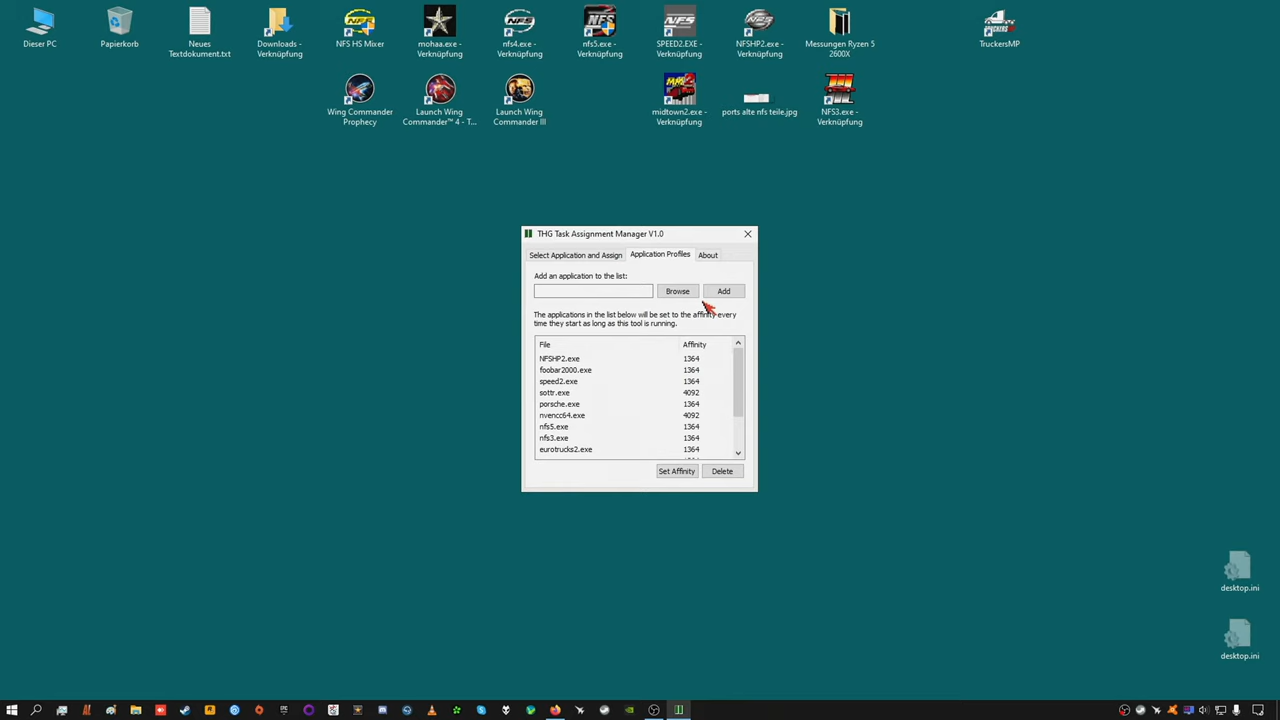 Dieser PC
Papierkorb
Neues
Textdokument.txt
Downloads -
Verknüpfung
NFS HS Mixer
mohaa.exe -
Verknüpfung
nfs4.exe -
Verknüpfung
nfs5.exe -
Verknüpfung
SPEED2.EXE -
Verknüpfung
NFSHP2.exe -
Verknüpfung
Messungen Ryzen 5
2600X
TruckersMP
Wing Commander
Prophecy
Launch Wing
Commander™ 4 - T...
Launch Wing
Commander III
midtown2.exe -
Verknüpfung
ports alte nfs teile.jpg
NFS3.exe -
Verknüpfung
THG Task Assignment Manager V1.0
Select Application and Assign
Application Profiles
About
Add an application to the list:
Browse
Add
The applications in the list below will be set to the affinity every
time they start as long as this tool is running.
File Affinity
NFSHP2.exe 1364
foobar2000.exe 1364
speed2.exe 1364
sottr.exe 4092
porsche.exe 1364
nvencc64.exe 4092
nfs5.exe 1364
nfs3.exe 1364
eurotrucks2.exe 1364
Set Affinity
Delete
desktop.ini
desktop.ini